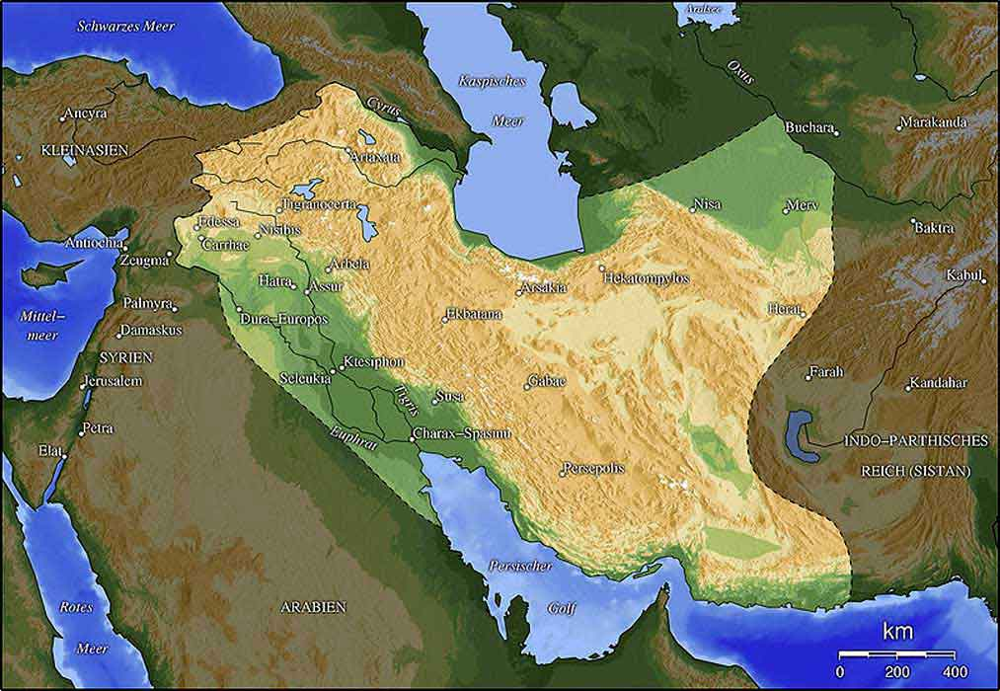 Schwarzes Meer
Aralsee
Kaspisches
Meer
Oxus
Cyrus
Ancyra
Buchara
Marakanda
KLEINASIEN
Artaxata
Tigranocerta
Nisa
Merv
Edessa
Nisibis
Carrhae
Antiochia
Zeugma
Baktra
Arbela
Hatra
Assur
Arsakia
Hekatompylos
Kabul
Palmyra
Dura–Europos
Ekbatana
Herat
Mittel–
meer
Damaskus
SYRIEN
Ktesiphon
Seleukia
Jerusalem
Gabae
Farah
Kandahar
Tigris
Susa
Petra
Euphrat
Charax–Spasinu
Elat
Persepolis
INDO–PARTHISCHES
REICH (SISTAN)
Persischer
Golf
Rotes
Meer
ARABIEN
km
0 200 400